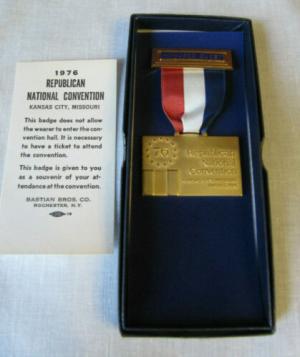 1976
REPUBLICAN
NATIONAL CONVENTION
KANSAS CITY, MISSOURI
This badge does not allow
the wearer to enter the con-
vention hall. It is necessary
to have a ticket to attend
the convention.
This badge is given to you
as a souvenir of your at-
tendance at the convention.
BASTIAN BROS. CO.
ROCHESTER, N.Y.
76
Republican
National
Convention